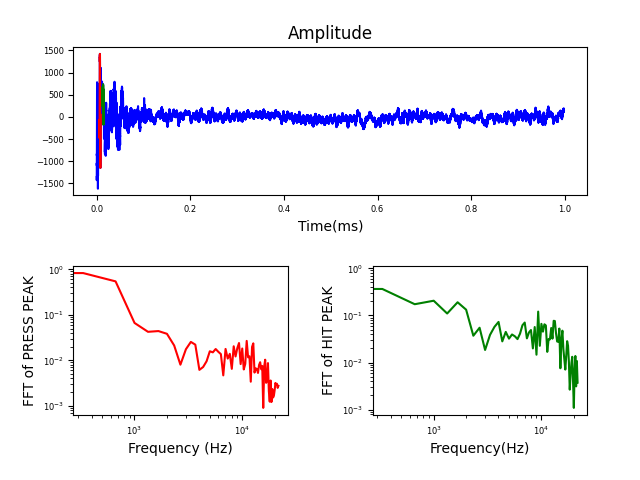 Amplitude
1500
1000
500
0
−500
−1000
−1500
0.0 0.2 0.4 0.6 0.8 1.0
Time(ms)
FFT of PRESS PEAK
10⁰
10⁻¹
10⁻²
10⁻³
10³ 10⁴
Frequency (Hz)
FFT of HIT PEAK
10⁰
10⁻¹
10⁻²
10⁻³
10³ 10⁴
Frequency(Hz)